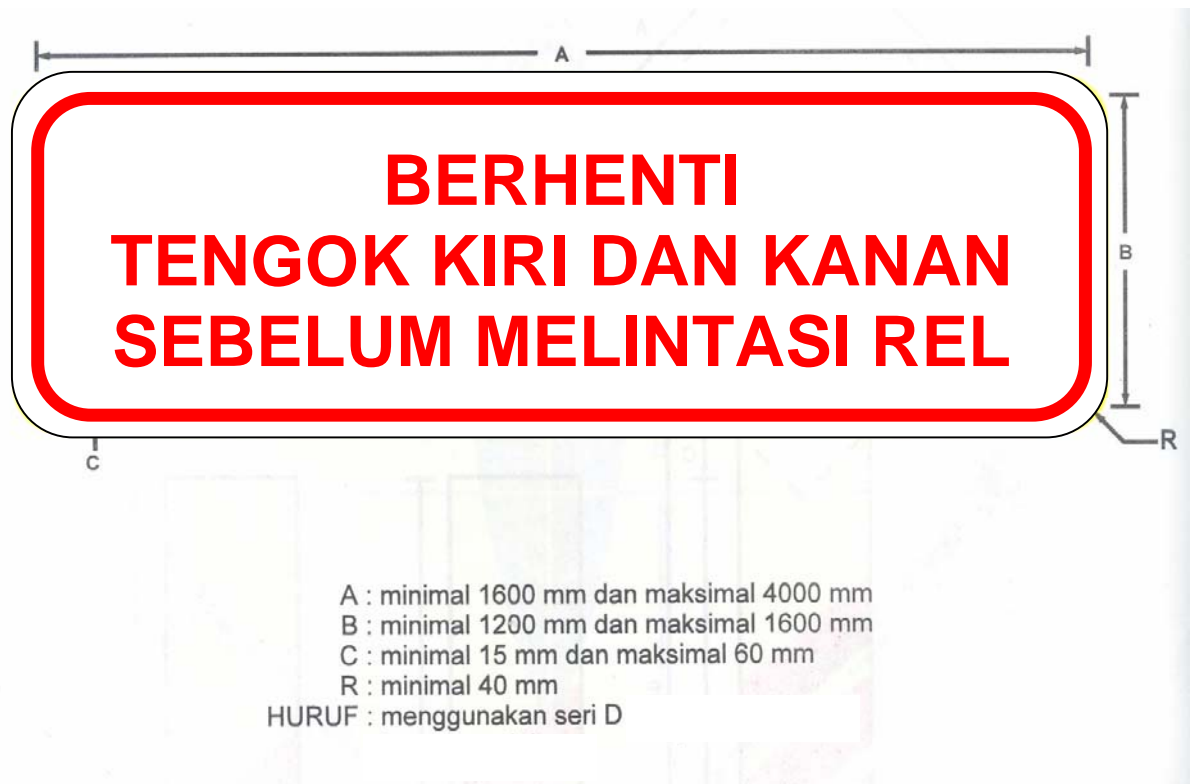 A
BERHENTI
TENGOK KIRI DAN KANAN
SEBELUM MELINTASI REL
B
R
C
A : minimal 1600 mm dan maksimal 4000 mm
B : minimal 1200 mm dan maksimal 1600 mm
C : minimal 15 mm dan maksimal 60 mm
R : minimal 40 mm
HURUF : menggunakan seri D